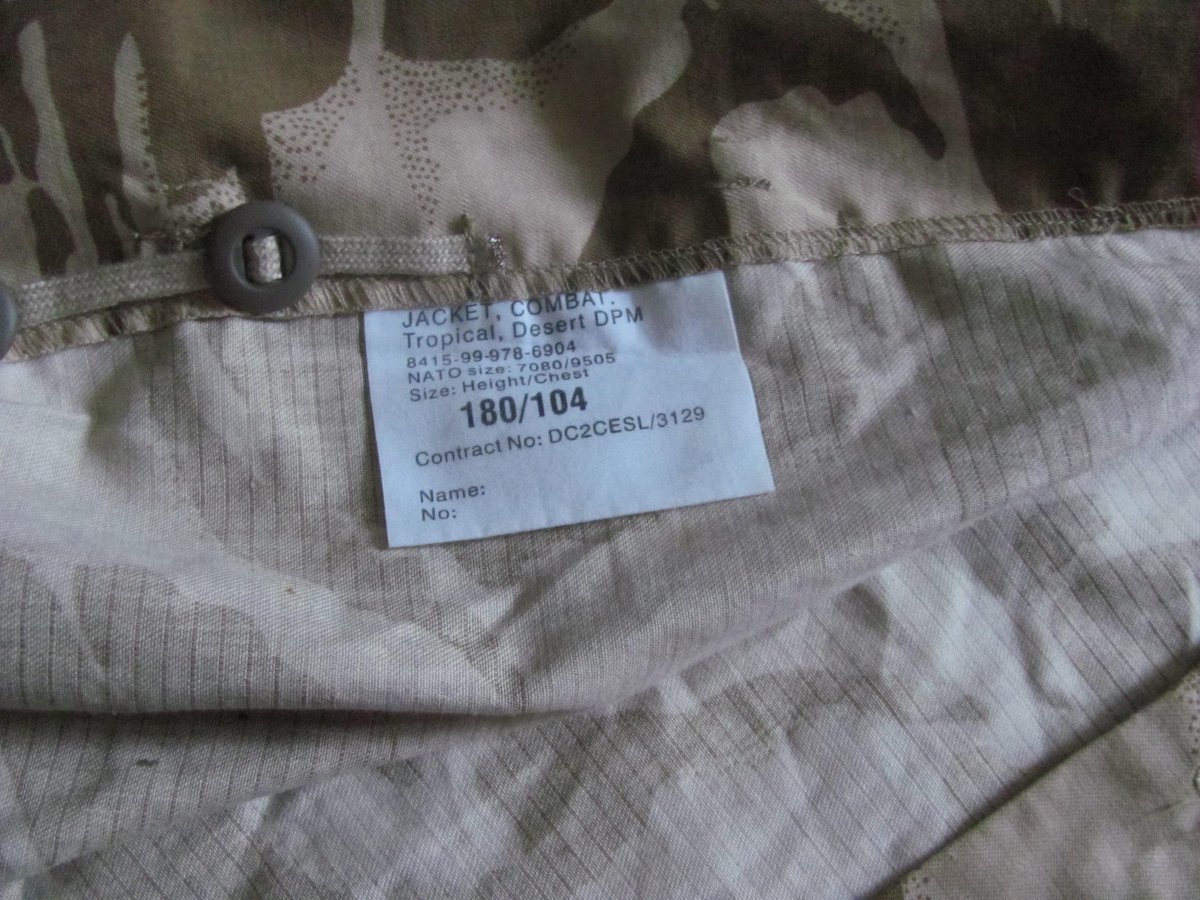 JACKET, COMBAT.
Tropical, Desert DPM
8415-99-978-6904
NATO size: 7080/9505
Size: Height/Chest
180/104
Contract No: DC2CESL/3129
Name:
No: